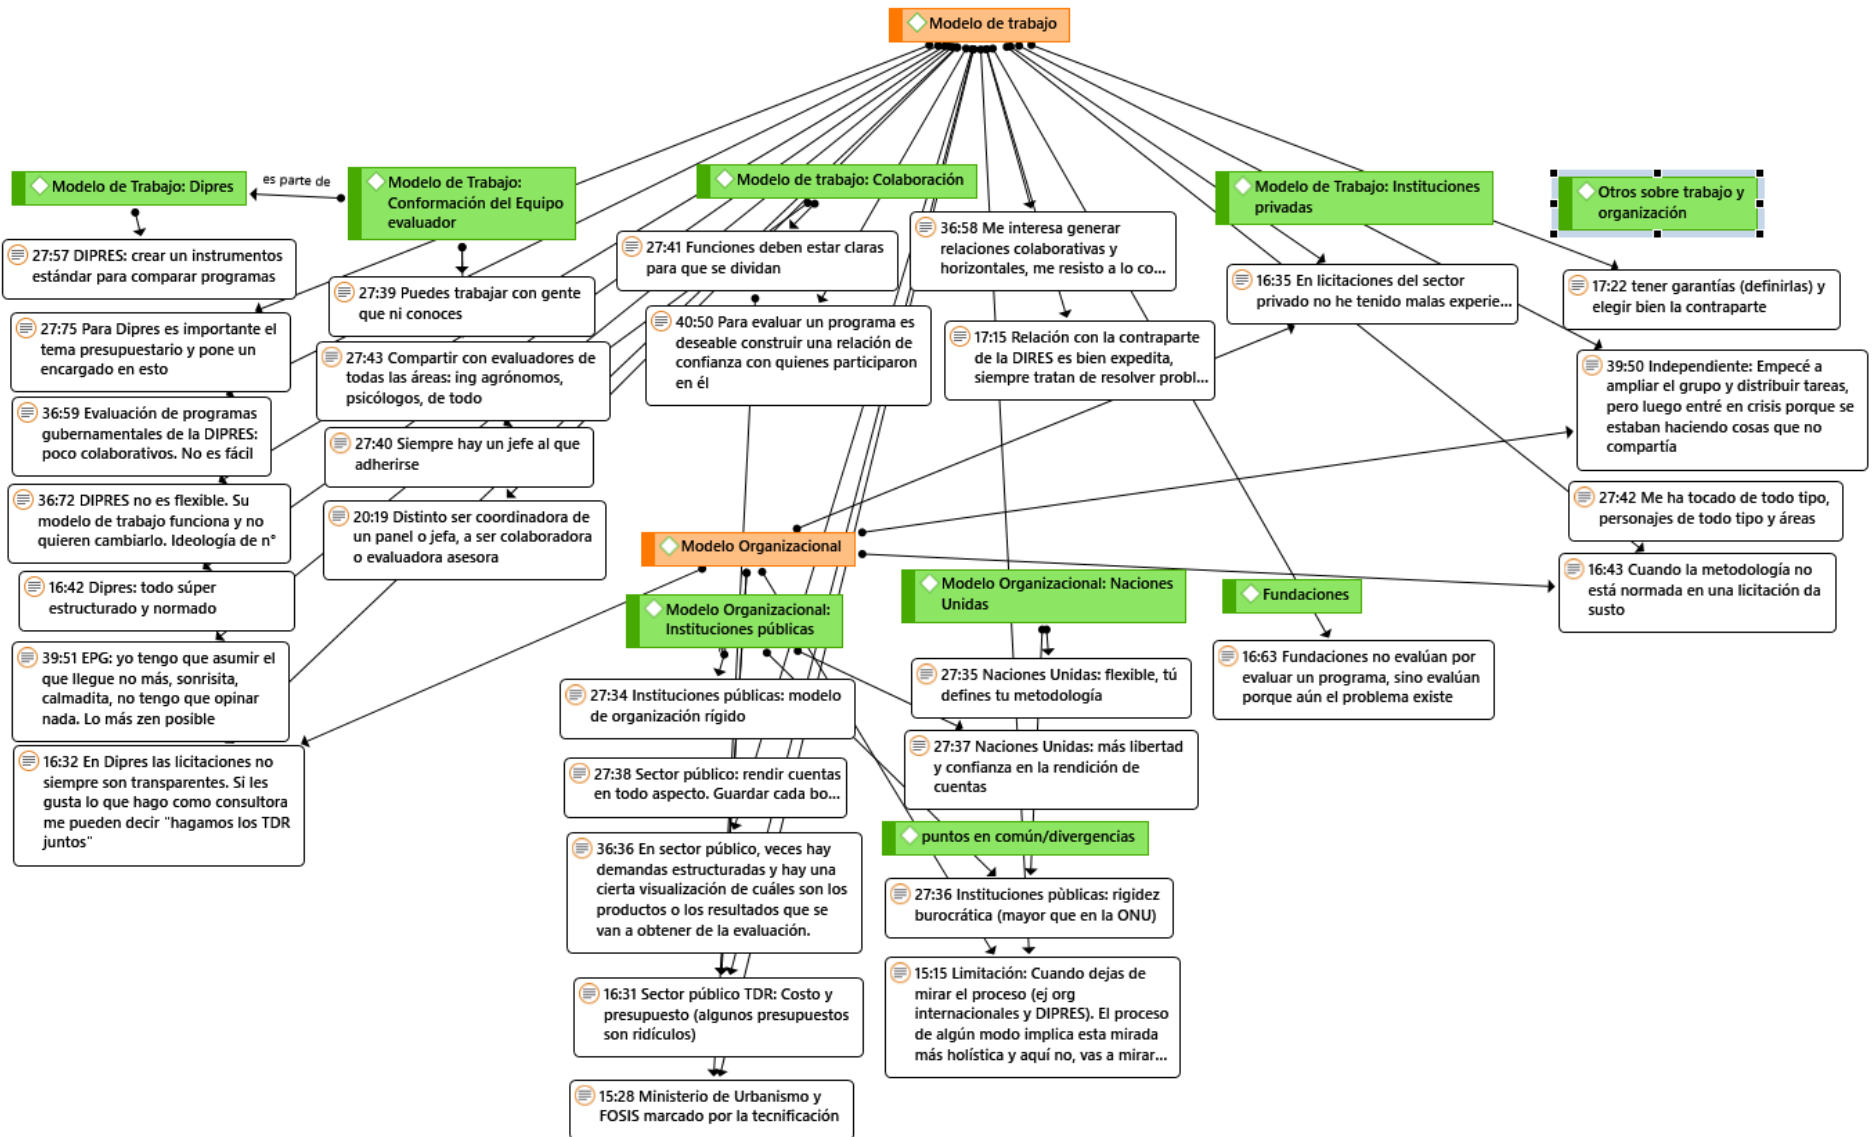 Modelo de trabajo
Modelo de Trabajo: Dipres
es parte de
Modelo de Trabajo:
Conformación del Equipo
evaluador
Modelo de trabajo: Colaboración
Modelo de Trabajo: Instituciones
privadas
Otros sobre trabajo y
organización
27:57 DIPRES: crear un instrumentos
estándar para comparar programas
27:75 Para Dipres es importante el
tema presupuestario y pone un
encargado en esto
36:59 Evaluación de programas
gubernamentales de la DIPRES:
poco colaborativos. No es fácil
36:72 DIPRES no es flexible. Su
modelo de trabajo funciona y no
quieren cambiarlo. Ideología de n°
16:42 Dipres: todo súper
estructurado y normado
39:51 EPG: yo tengo que asumir el
que llegue no más, sonrisita,
calmadita, no tengo que opinar
nada. Lo más zen posible
16:32 En Dipres las licitaciones no
siempre son transparentes. Si les
gusta lo que hago como consultora
me pueden decir "hagamos los TDR
juntos"
27:39 Puedes trabajar con gente
que ni conoces
27:43 Compartir con evaluadores de
todas las áreas: ing agrónomos,
psicólogos, de todo
27:40 Siempre hay un jefe al que
adherirse
20:19 Distinto ser coordinadora de
un panel o jefa, a ser colaboradora
o evaluadora asesora
27:41 Funciones deben estar claras
para que se dividan
40:50 Para evaluar un programa es
deseable construir una relación de
confianza con quienes participaron
en él
36:58 Me interesa generar
relaciones colaborativas y
horizontales, me resisto a lo co...
17:15 Relación con la contraparte
de la DIRES es bien expedita,
siempre tratan de resolver probl...
16:35 En licitaciones del sector
privado no he tenido malas experie...
17:22 tener garantías (definirlas) y
elegir bien la contraparte
39:50 Independiente: Empecé a
ampliar el grupo y distribuir tareas,
pero luego entré en crisis porque se
estaban haciendo cosas que no
compartía
27:42 Me ha tocado de todo tipo,
personajes de todo tipo y áreas
16:43 Cuando la metodología no
está normada en una licitación da
susto
Modelo Organizacional
Modelo Organizacional:
Instituciones públicas
27:34 Instituciones públicas: modelo
de organización rígido
27:38 Sector público: rendir cuentas
en todo aspecto. Guardar cada bo...
36:36 En sector público, veces hay
demandas estructuradas y hay una
cierta visualización de cuáles son los
productos o los resultados que se
van a obtener de la evaluación.
16:31 Sector público TDR: Costo y
presupuesto (algunos presupuestos
son ridículos)
15:28 Ministerio de Urbanismo y
FOSIS marcado por la tecnificación
Modelo Organizacional: Naciones
Unidas
27:35 Naciones Unidas: flexible, tú
defines tu metodología
27:37 Naciones Unidas: más libertad
y confianza en la rendición de
cuentas
puntos en común/divergencias
27:36 Instituciones pùblicas: rigidez
burocrática (mayor que en la ONU)
15:15 Limitación: Cuando dejas de
mirar el proceso (ej org
internacionales y DIPRES). El proceso
de algún modo implica esta mirada
más holística y aquí no, vas a mirar...
Fundaciones
16:63 Fundaciones no evalúan por
evaluar un programa, sino evalúan
porque aún el problema existe